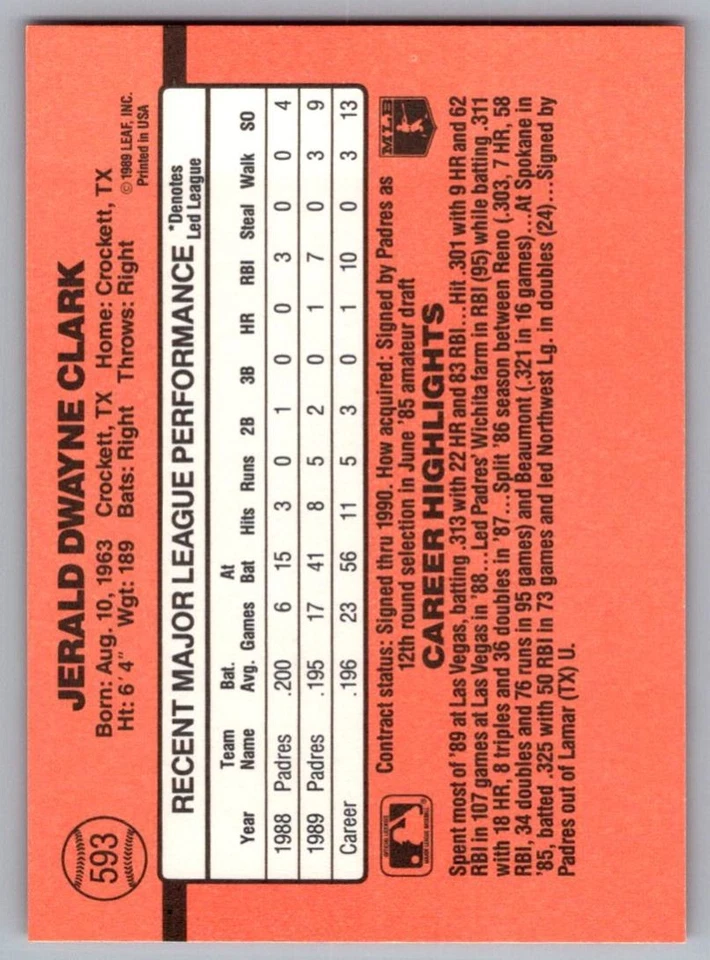 593
JERALD DWAYNE CLARK
Born: Aug. 10, 1963 Crockett, TX Home: Crockett, TX
Ht: 6' 4" Wgt: 189 Bats: Right Throws: Right
© 1989 LEAF, INC.
Printed in USA
RECENT MAJOR LEAGUE PERFORMANCE
*Denotes
Led League
Year Team Name Bat. Avg. Games At Bat Hits Runs 2B 3B HR RBI Steal Walk SO
1988 Padres .200 6 15 3 0 1 0 0 3 0 0 4
1989 Padres .195 17 41 8 5 2 0 1 7 0 3 9
Career .196 23 56 11 5 3 0 1 10 0 3 13
Contract status: Signed thru 1990. How acquired: Signed by Padres as
12th round selection in June '85 amateur draft
MLB
CAREER HIGHLIGHTS
Spent most of '89 at Las Vegas, batting .313 with 22 HR and 83 RBI...Hit .301 with 9 HR and 62
RBI in 107 games at Las Vegas in '88...Led Padres' Wichita farm in RBI (95) while batting .311
with 18 HR, 8 triples and 36 doubles in '87...Split '86 season between Reno (.303, 7 HR, 58
RBI, 34 doubles and 76 runs in 95 games) and Beaumont (.321 in 16 games)...At Spokane in
'85, batted .325 with 50 RBI in 73 games and led Northwest Lg. in doubles (24)...Signed by
Padres out of Lamar (TX) U.